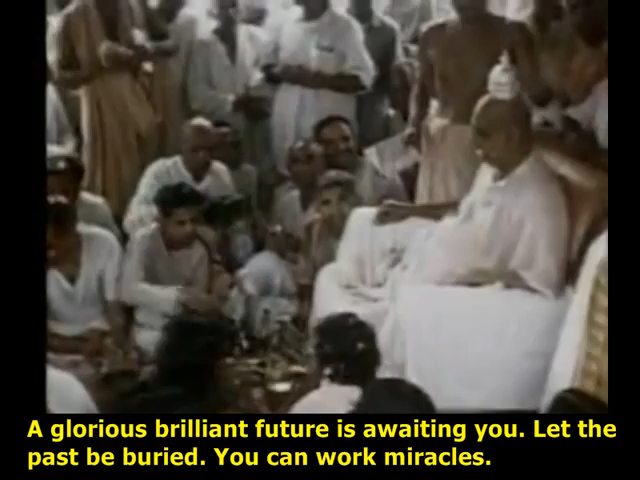 A glorious brilliant future is awaiting you. Let the
past be buried. You can work miracles.